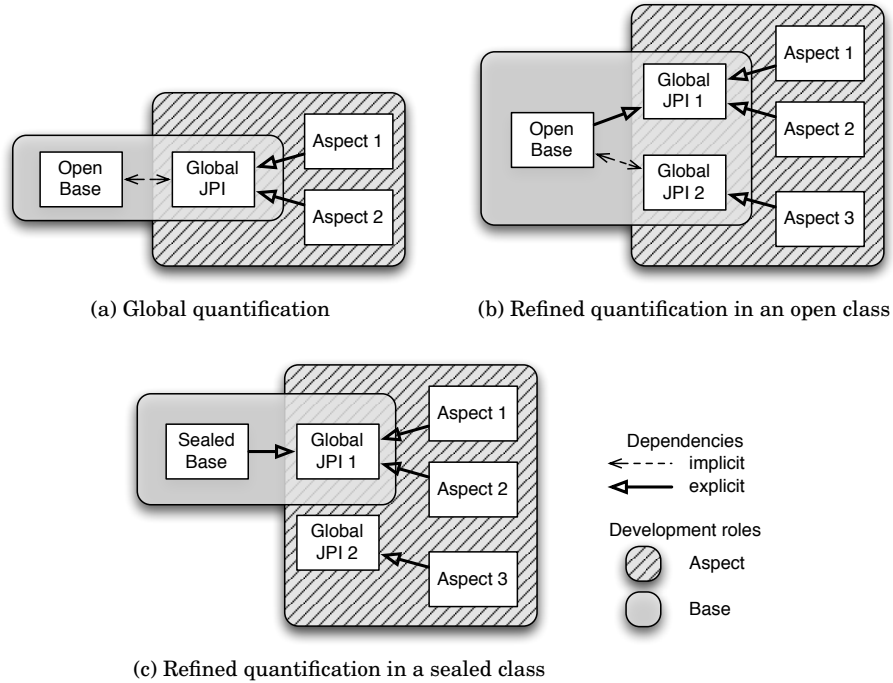 Open
Base
Global
JPI
Aspect 1
Aspect 2
(a) Global quantification
Open
Base
Global
JPI 1
Global
JPI 2
Aspect 1
Aspect 2
Aspect 3
(b) Refined quantification in an open class
Sealed
Base
Global
JPI 1
Global
JPI 2
Aspect 1
Aspect 2
Aspect 3
(c) Refined quantification in a sealed class
Dependencies
implicit
explicit
Development roles
Aspect
Base